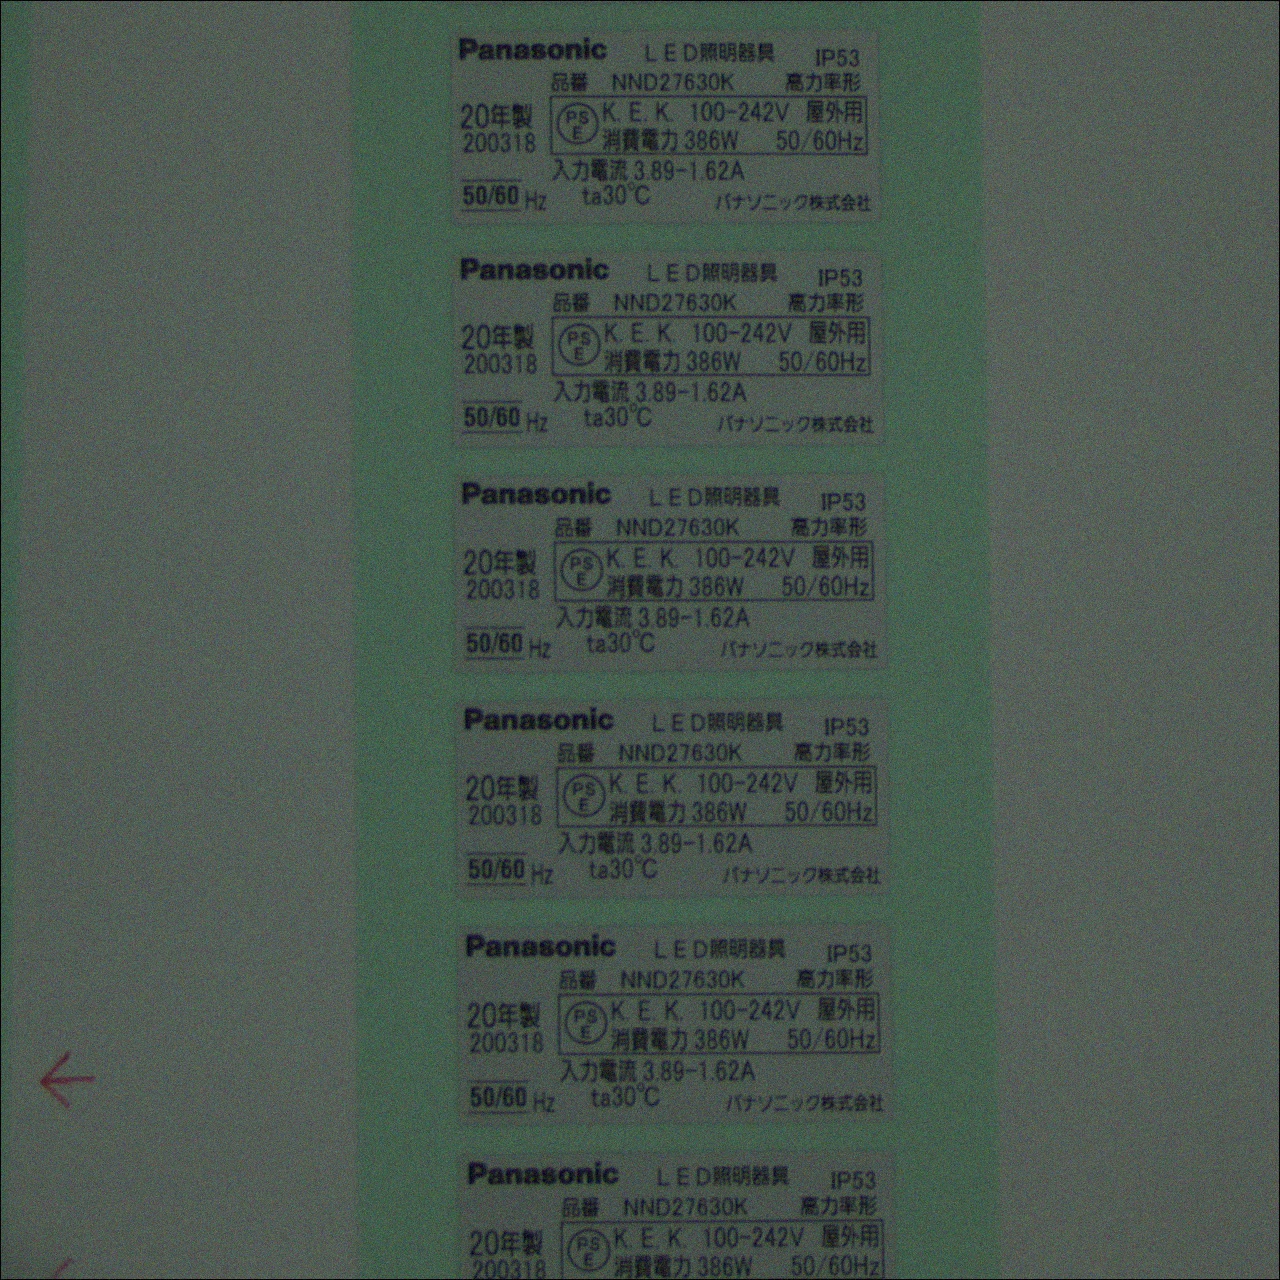 Panasonic LED照明器具 IP53
品番 NND27630K 高力率形
20年製 PS E K.E.K. 100-242V 屋外用
200318 消費電力 386W 50/60Hz
入力電流 3.89-1.62A
50/60 Hz ta30℃ パナソニック株式会社
Panasonic LED照明器具 IP53
品番 NND27630K 高力率形
20年製 PS E K.E.K. 100-242V 屋外用
200318 消費電力 386W 50/60Hz
入力電流 3.89-1.62A
50/60 Hz ta30℃ パナソニック株式会社
Panasonic LED照明器具 IP53
品番 NND27630K 高力率形
20年製 PS E K.E.K. 100-242V 屋外用
200318 消費電力 386W 50/60Hz
入力電流 3.89-1.62A
50/60 Hz ta30℃ パナソニック株式会社
Panasonic LED照明器具 IP53
品番 NND27630K 高力率形
20年製 PS E K.E.K. 100-242V 屋外用
200318 消費電力 386W 50/60Hz
入力電流 3.89-1.62A
50/60 Hz ta30℃ パナソニック株式会社
Panasonic LED照明器具 IP53
品番 NND27630K 高力率形
20年製 PS E K.E.K. 100-242V 屋外用
200318 消費電力 386W 50/60Hz
入力電流 3.89-1.62A
50/60 Hz ta30℃ パナソニック株式会社
Panasonic LED照明器具 IP53
品番 NND27630K 高力率形
20年製 PS E K.E.K. 100-242V 屋外用
200318 消費電力 386W 50/60Hz